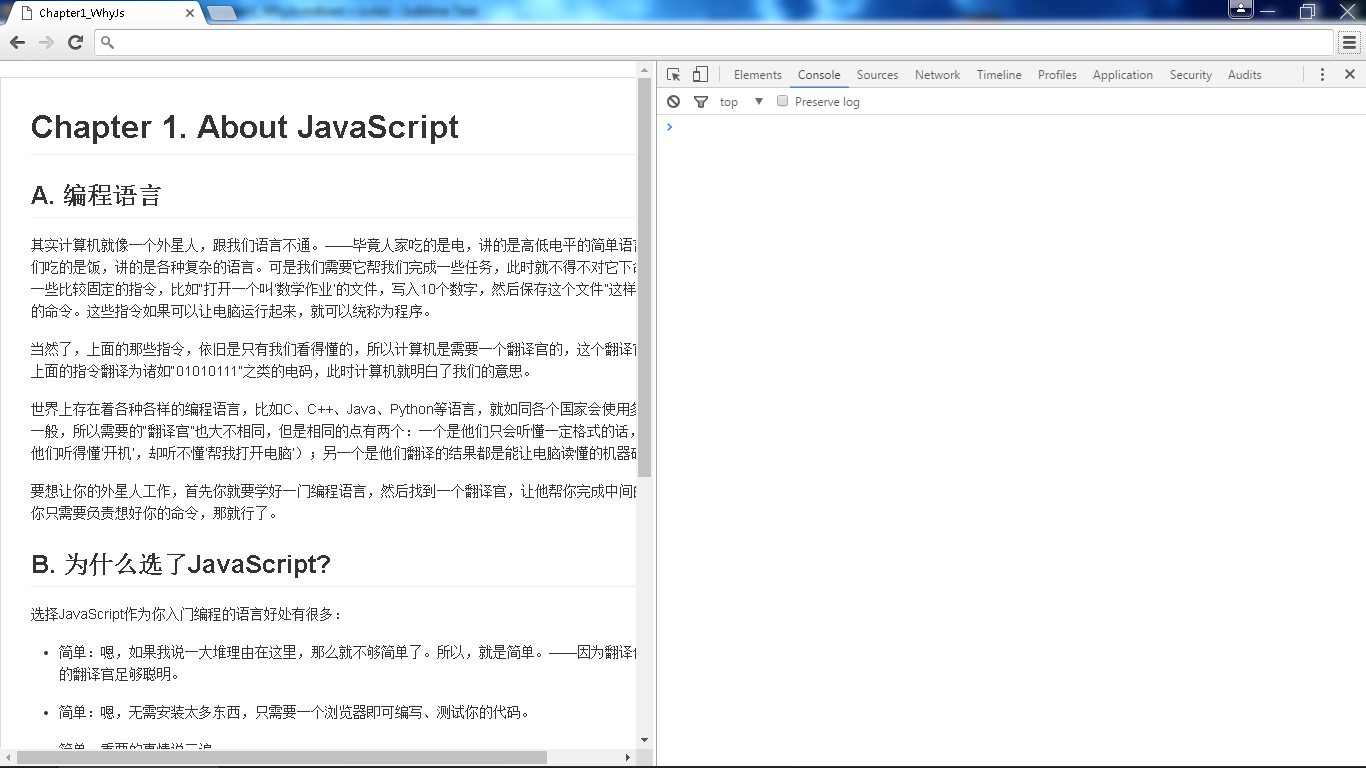 Chapter1_WhyJs
Elements Console Sources Network Timeline Profiles Application Security Audits
top Preserve log
Chapter 1. About JavaScript
A. 编程语言
其实计算机就像一个外星人，跟我们语言不通。——毕竟人家吃的是电，讲的是高低电平的简单语言
们吃的是饭，讲的是各种复杂的语言。可是我们需要它帮我们完成一些任务，此时就不得不对它下
一些比较固定的指令，比如"打开一个叫'数学作业'的文件，写入10个数字，然后保存这个文件"这样
的命令。这些指令如果可以让电脑运行起来，就可以统称为程序。
当然了，上面的那些指令，依旧是只有我们看得懂的，所以计算机是需要一个翻译官的，这个翻译官
上面的指令翻译为诸如"01010111"之类的电码，此时计算机就明白了我们的意思。
世界上存在着各种各样的编程语言，比如C、C++、Java、Python等语言，就如同各个国家会使用
一般，所以需要的"翻译官"也大不相同，但是相同的点有两个：一个是他们只会听懂一定格式的话，
他们听得懂'开机'，却听不懂'帮我打开电脑'）；另一个是他们翻译的结果都是能让电脑读懂的机器
要想让你的外星人工作，首先你就要学好一门编程语言，然后找到一个翻译官，让他帮你完成中间
你只需要负责想好你的命令，那就行了。
B. 为什么选了JavaScript?
选择JavaScript作为你入门编程的语言好处有很多：
• 简单：嗯，如果我说一大堆理由在这里，那么就不够简单了。所以，就是简单。——因为翻译
的翻译官足够聪明。
• 简单：嗯，无需安装太多东西，只需要一个浏览器即可编写、测试你的代码。
简单 重要的事情说三遍